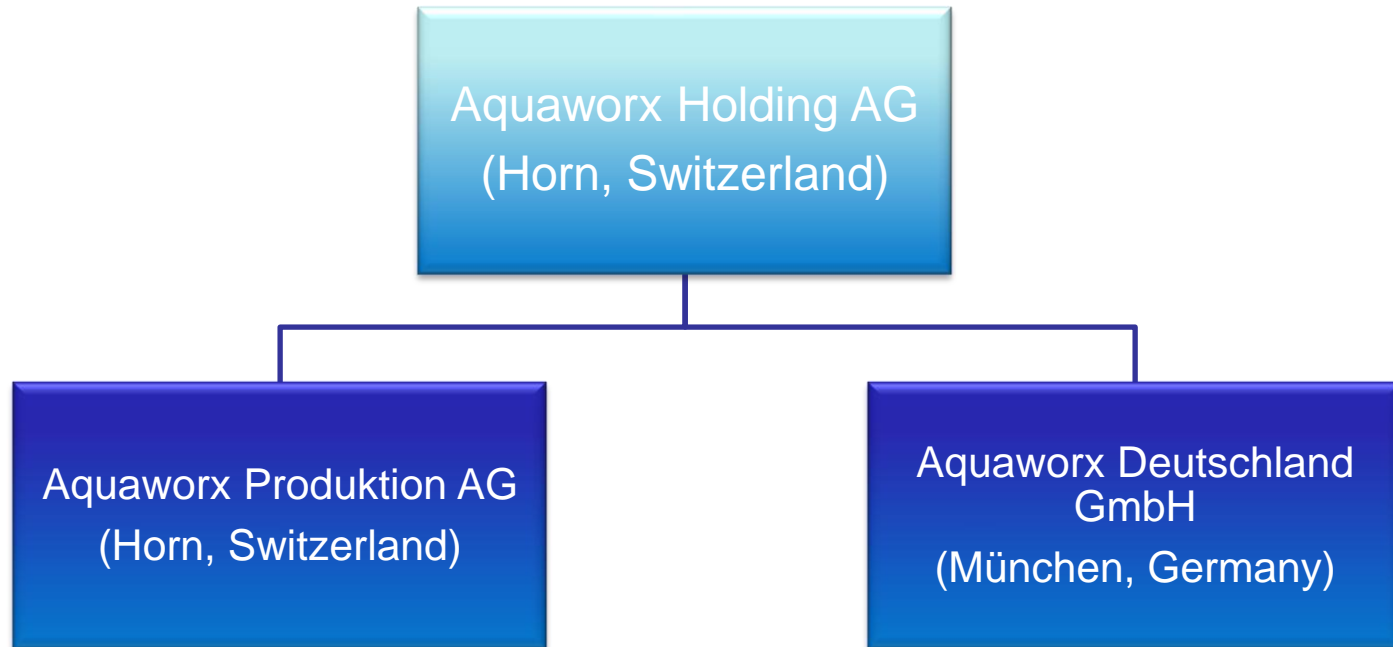 Aquaworx Holding AG
(Horn, Switzerland)
Aquaworx Produktion AG
(Horn, Switzerland)
Aquaworx Deutschland
GmbH
(München, Germany)